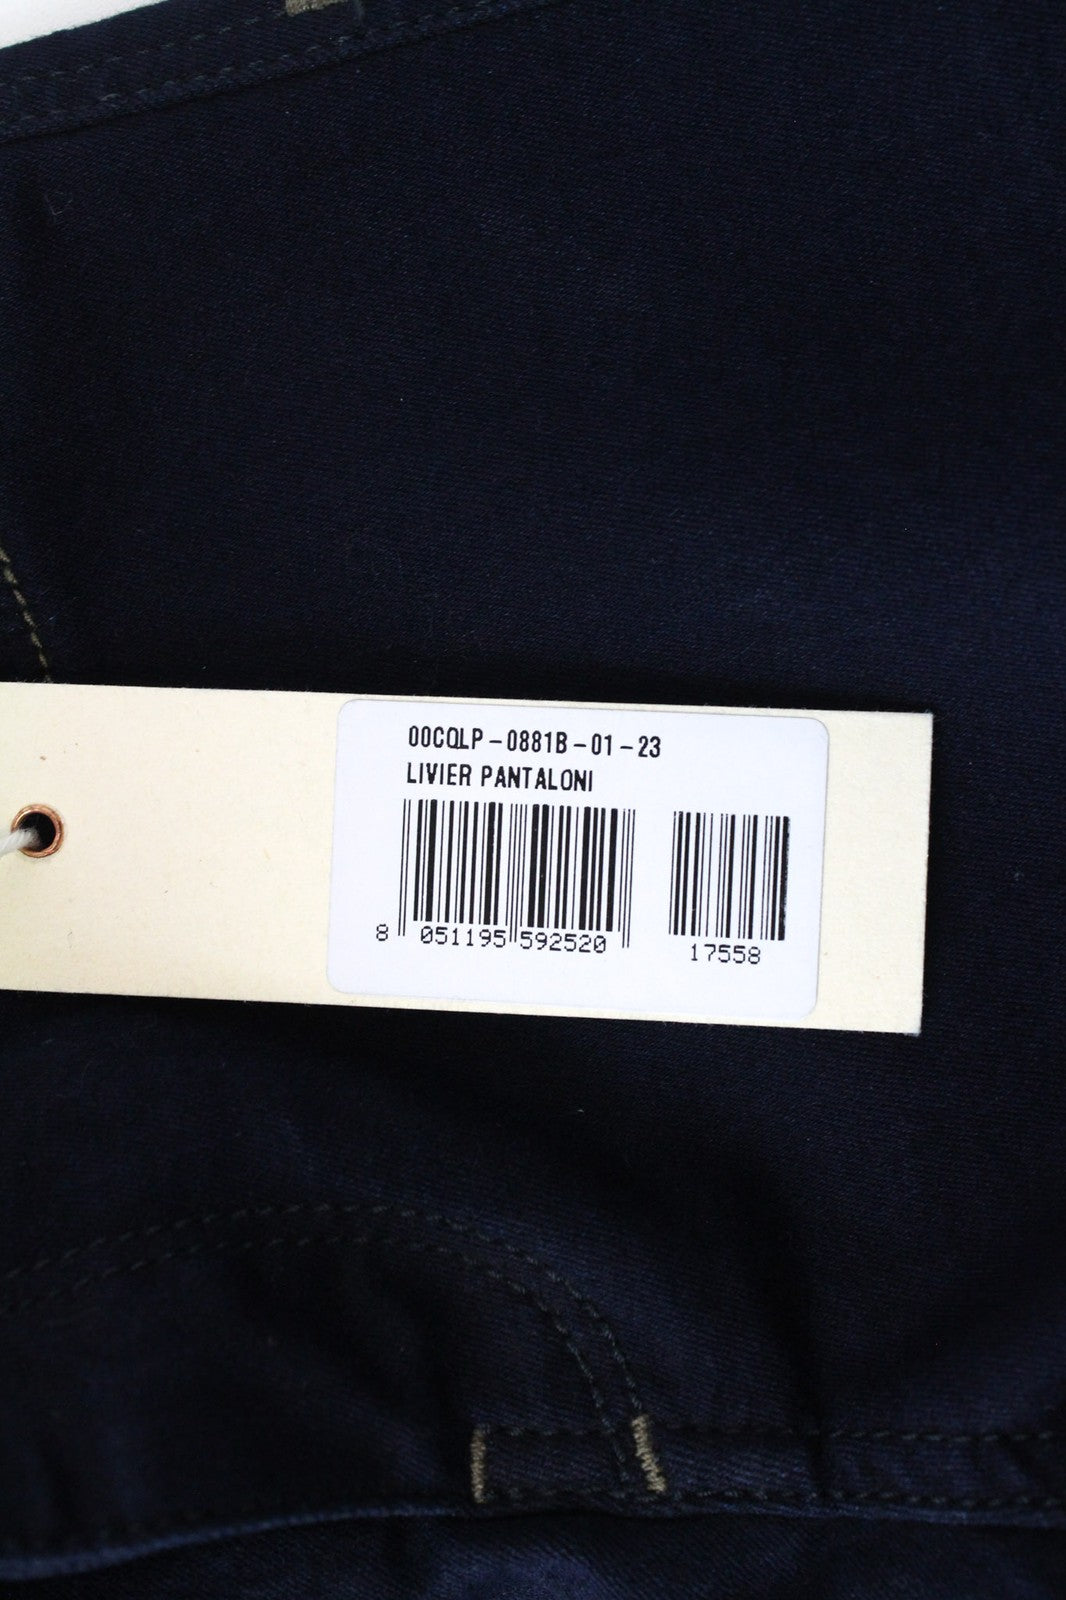 00CQLP-0881B-01-23
LIVIER PANTALONI
8 051195 592520
17558